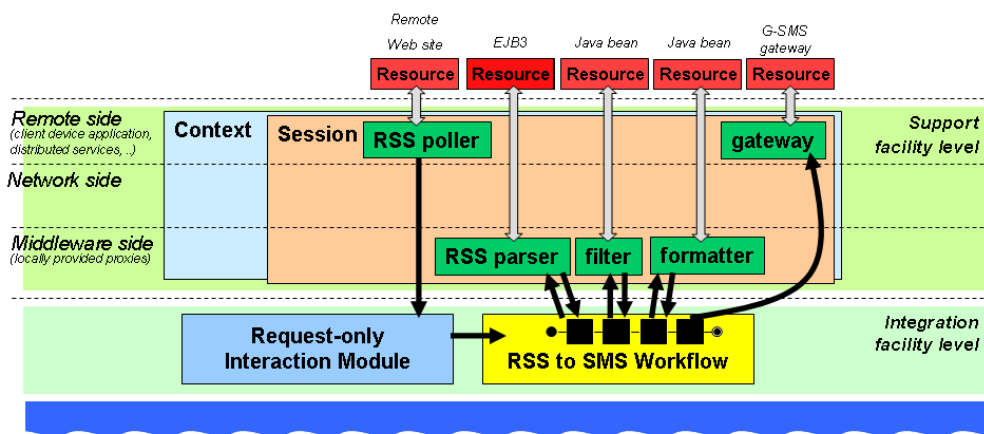 Remote
Web site
EJB3
Java bean
Java bean
G-SMS
gateway
Resource
Resource
Resource
Resource
Resource
Remote side
(client device application,
distributed services, ..)
Context
Session
RSS poller
gateway
Support
facility level
Network side
Middleware side
(locally provided proxies)
RSS parser
filter
formatter
Request-only
Interaction Module
RSS to SMS Workflow
Integration
facility level